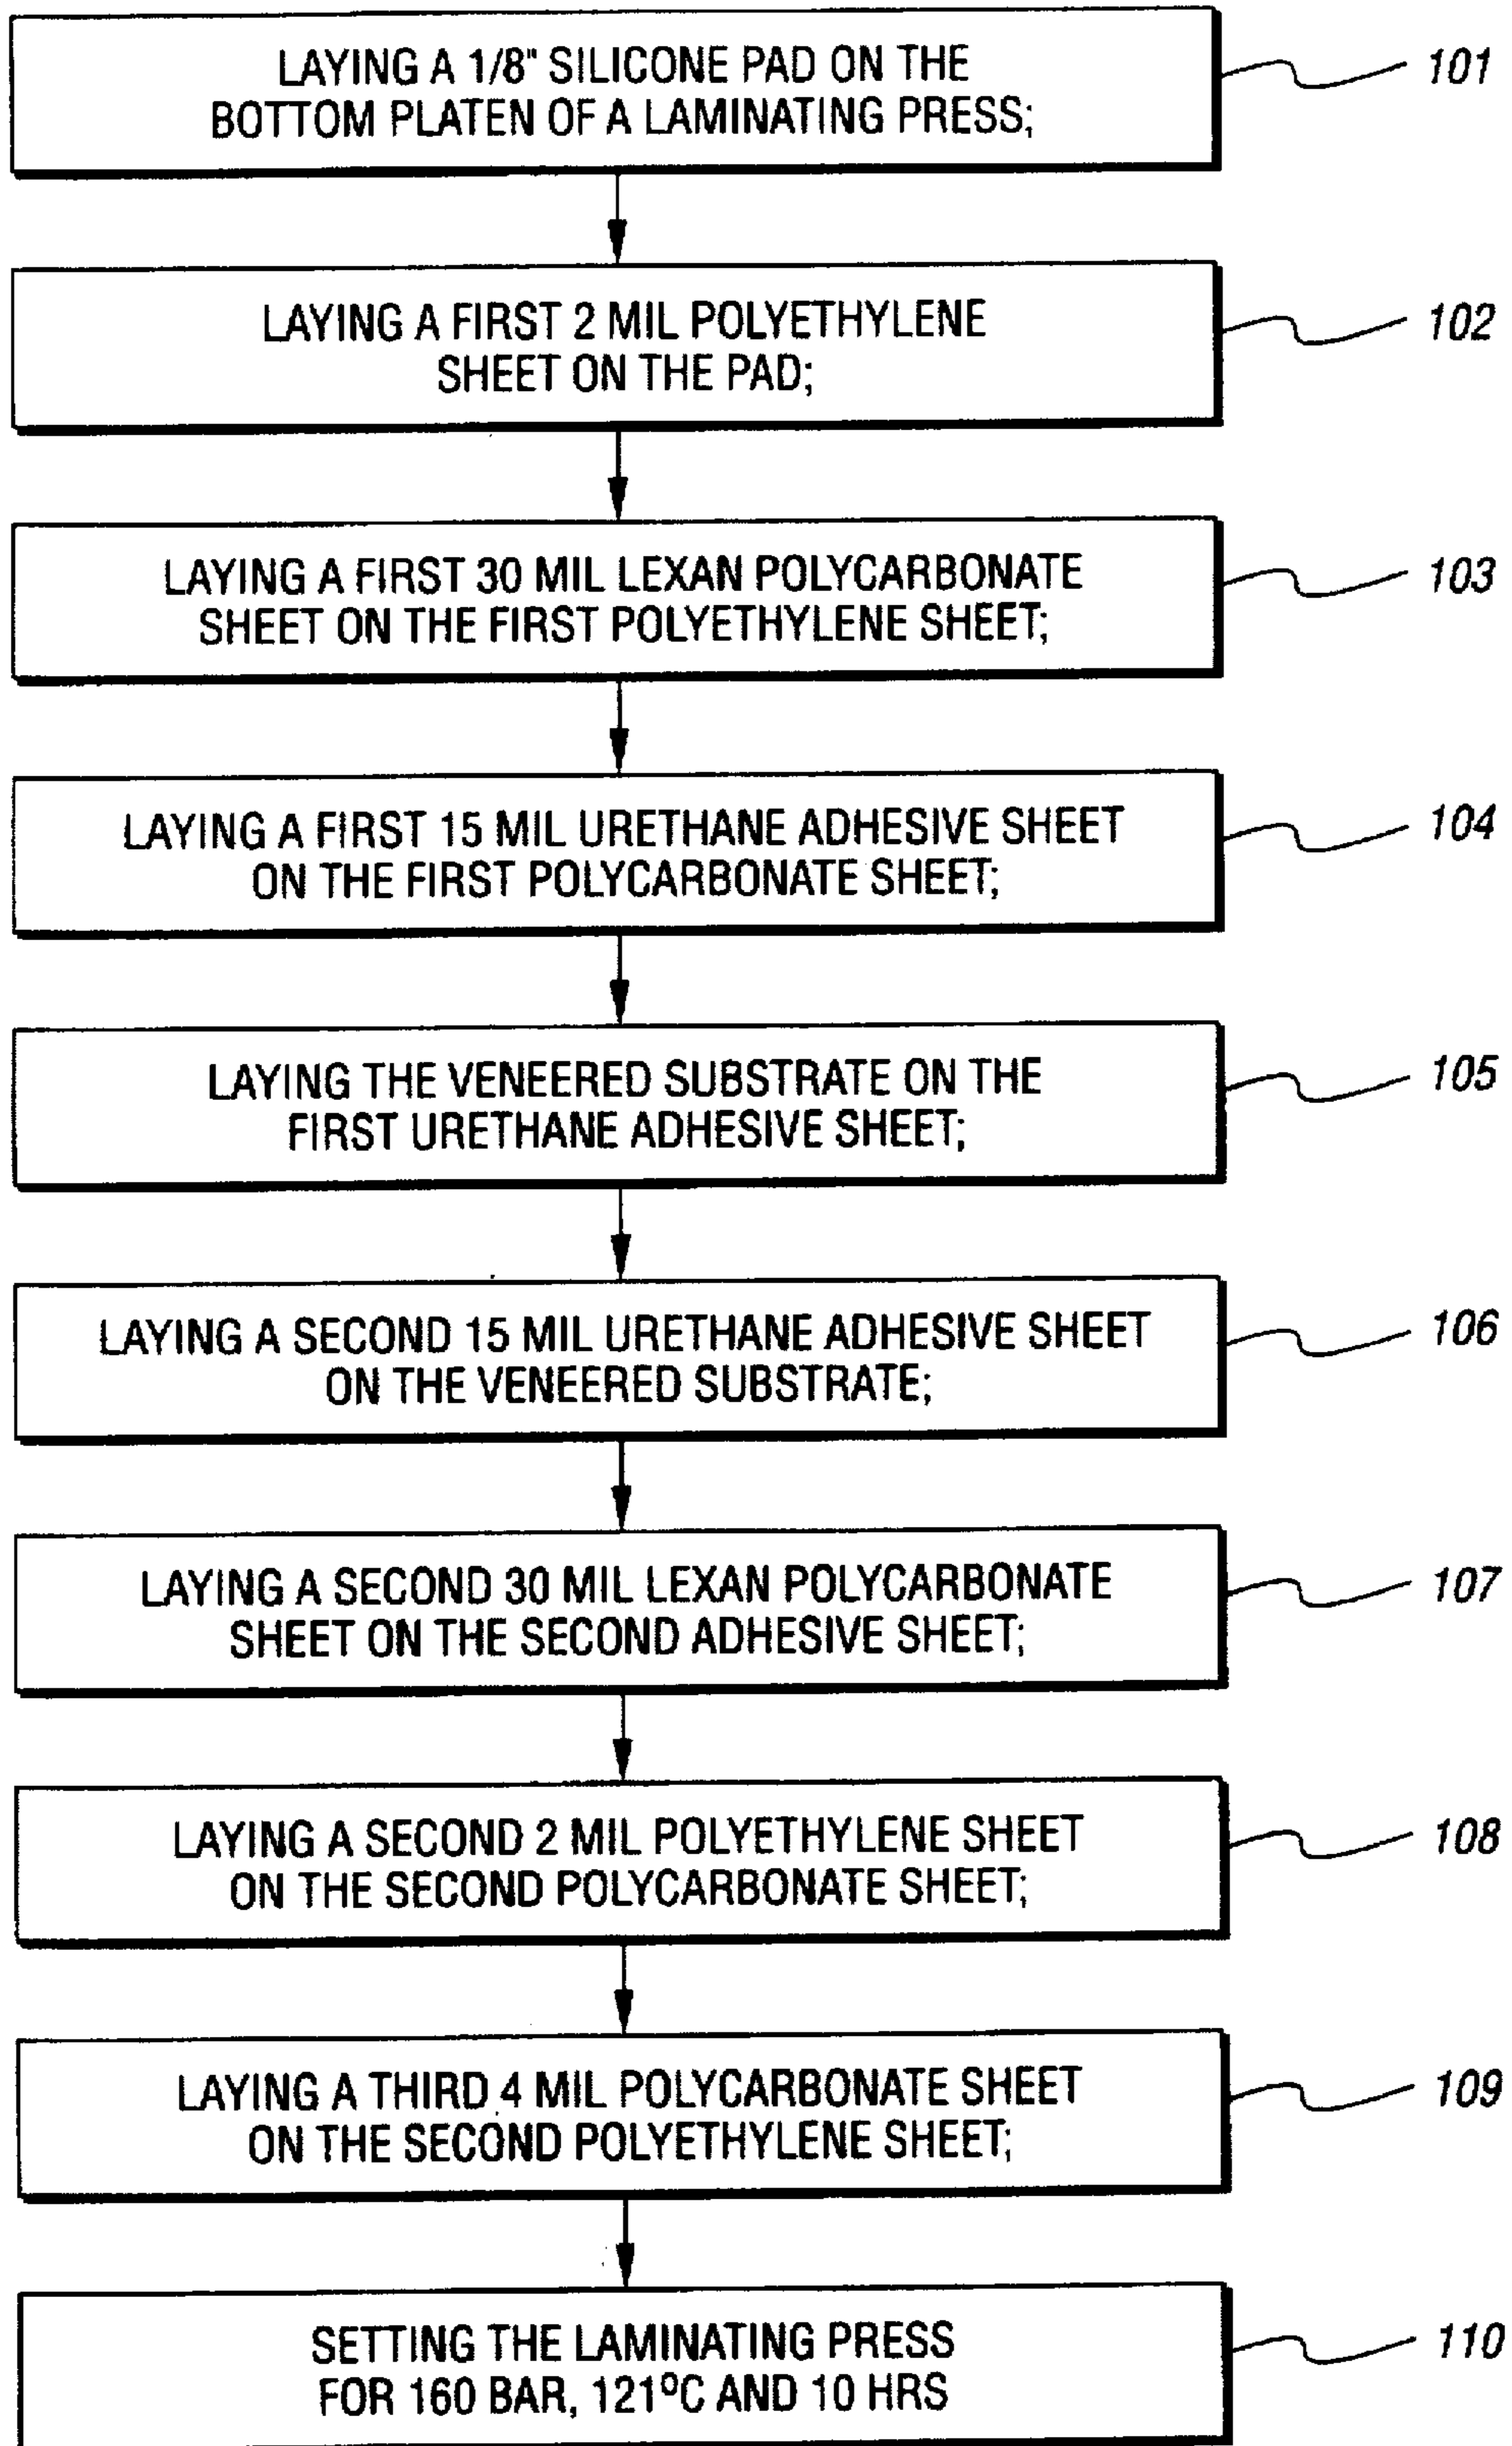 LAYING A 1/8" SILICONE PAD ON THE
BOTTOM PLATEN OF A LAMINATING PRESS;
101
LAYING A FIRST 2 MIL POLYETHYLENE
SHEET ON THE PAD;
102
LAYING A FIRST 30 MIL LEXAN POLYCARBONATE
SHEET ON THE FIRST POLYETHYLENE SHEET;
103
LAYING A FIRST 15 MIL URETHANE ADHESIVE SHEET
ON THE FIRST POLYCARBONATE SHEET;
104
LAYING THE VENEERED SUBSTRATE ON THE
FIRST URETHANE ADHESIVE SHEET;
105
LAYING A SECOND 15 MIL URETHANE ADHESIVE SHEET
ON THE VENEERED SUBSTRATE;
106
LAYING A SECOND 30 MIL LEXAN POLYCARBONATE
SHEET ON THE SECOND ADHESIVE SHEET;
107
LAYING A SECOND 2 MIL POLYETHYLENE SHEET
ON THE SECOND POLYCARBONATE SHEET;
108
LAYING A THIRD 4 MIL POLYCARBONATE SHEET
ON THE SECOND POLYETHYLENE SHEET;
109
SETTING THE LAMINATING PRESS
FOR 160 BAR, 121ºC AND 10 HRS
110